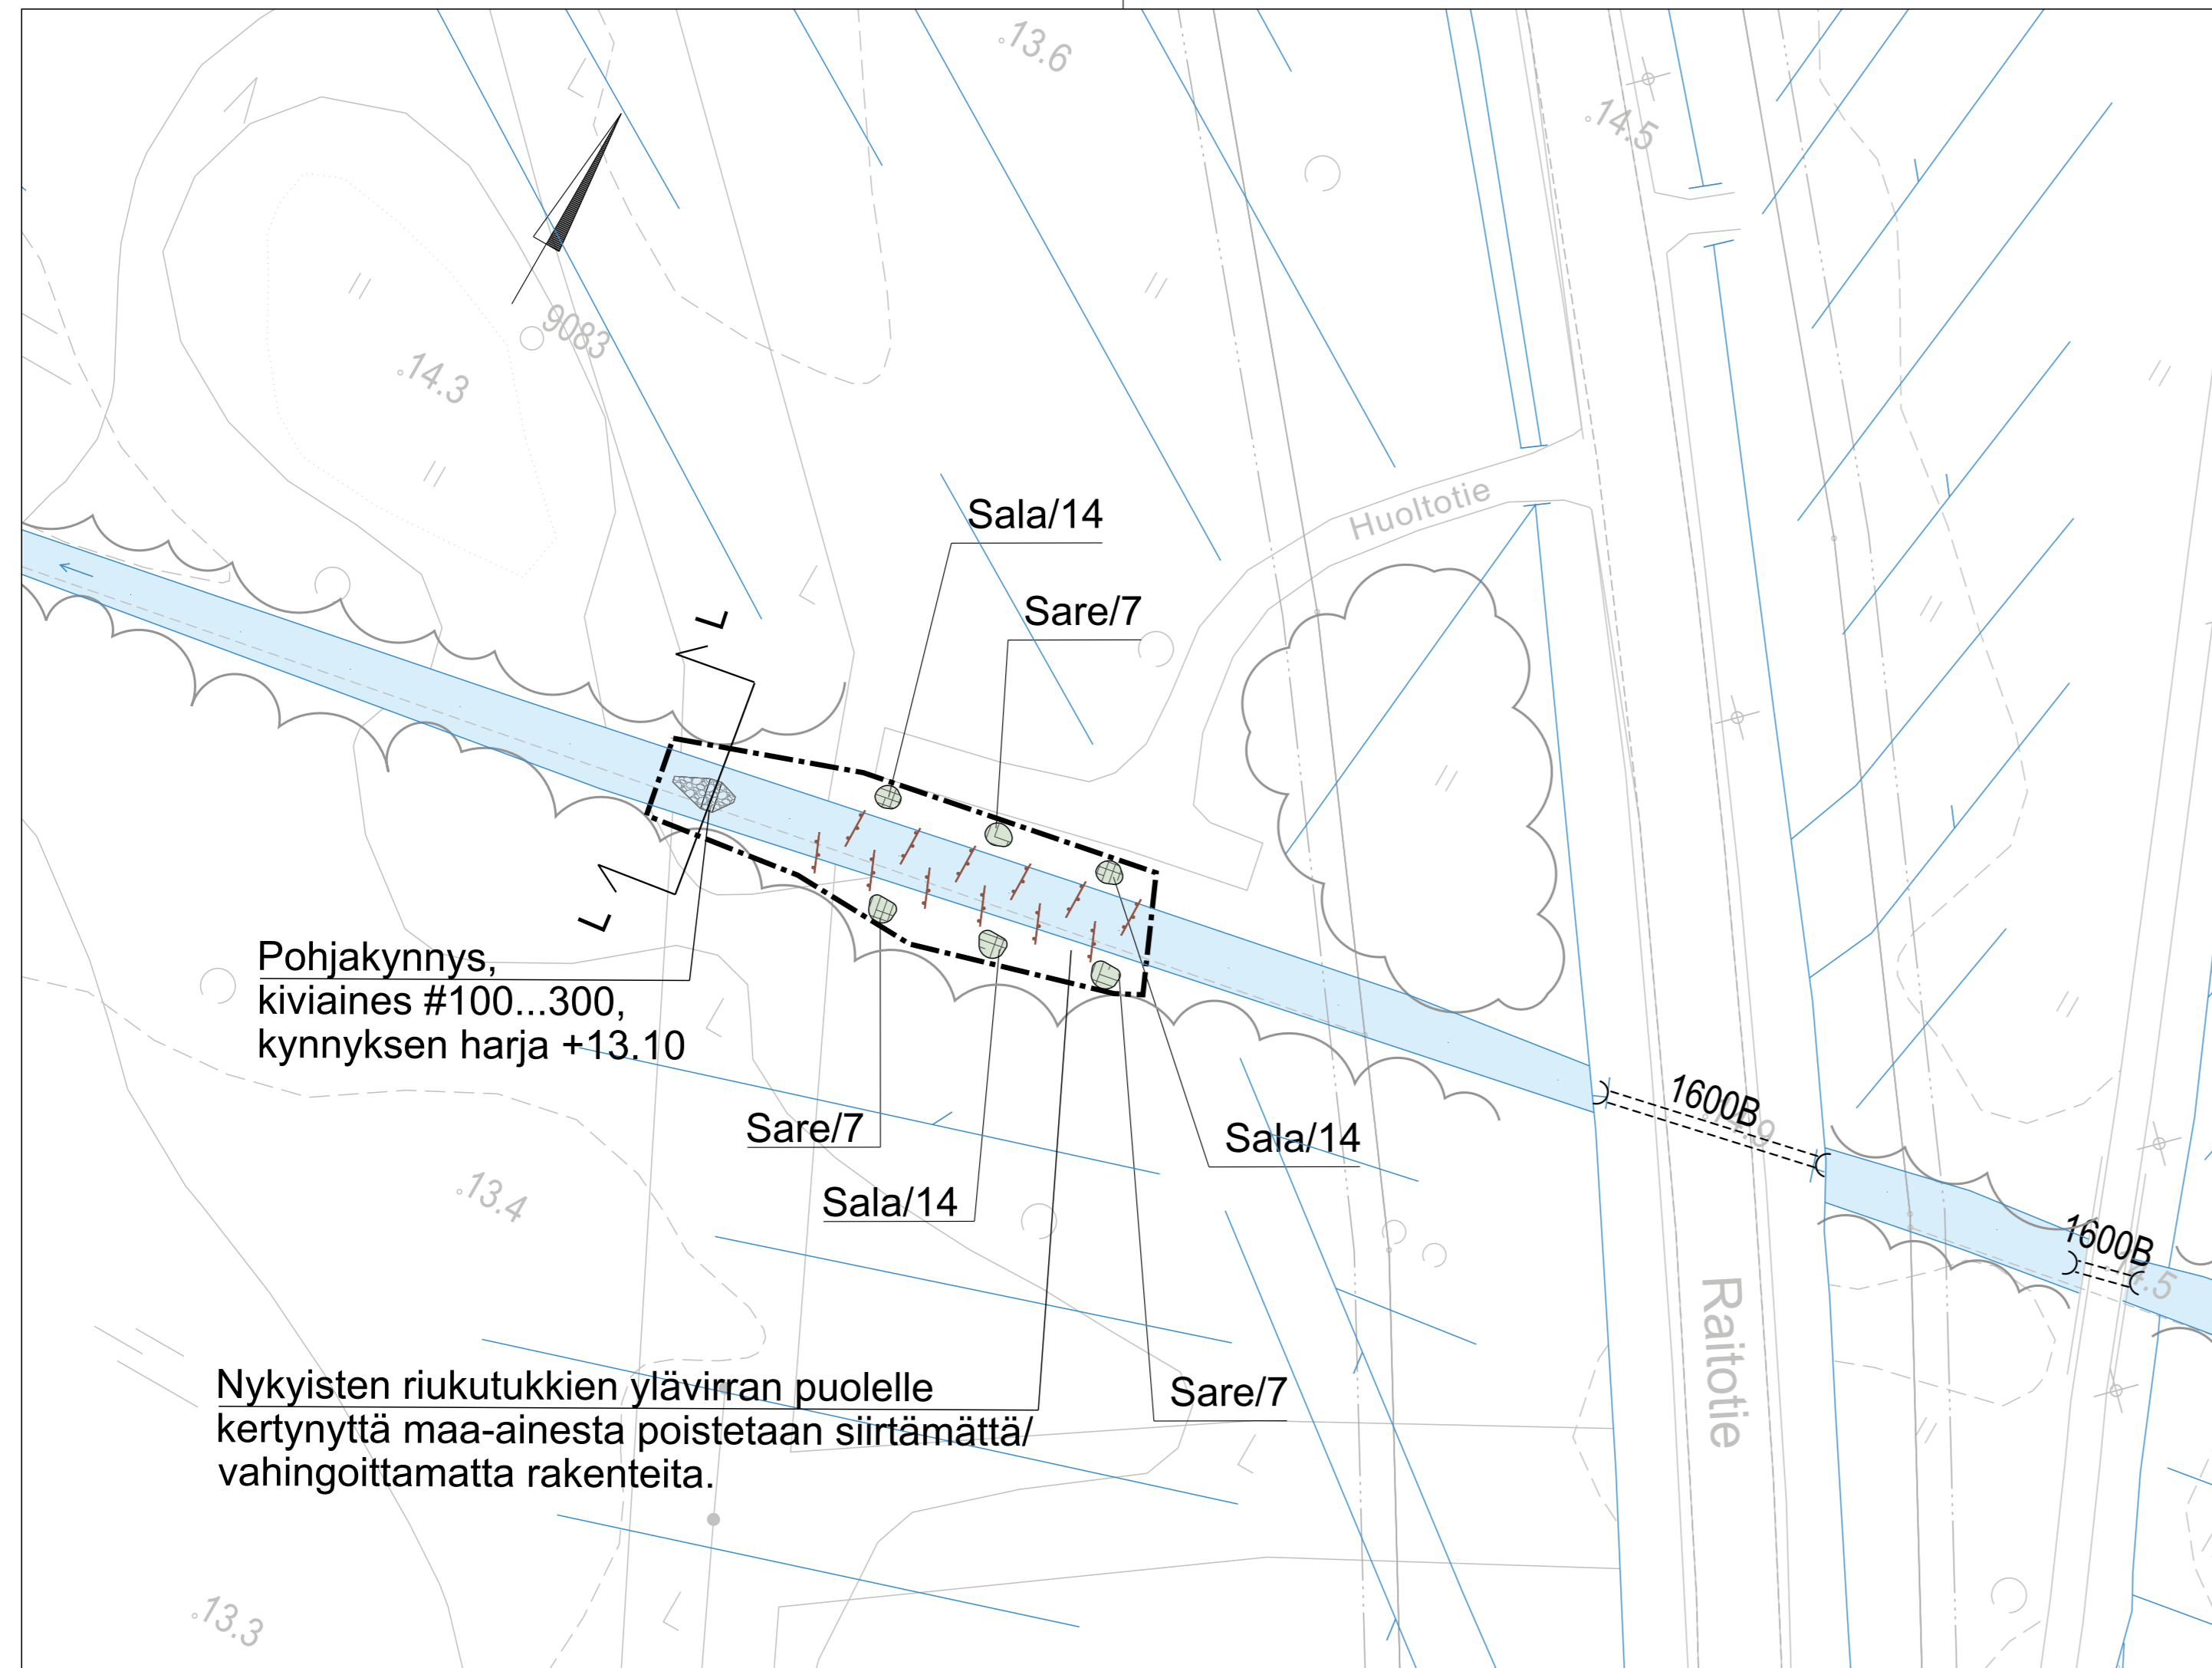 .13.6
.14.5
9083
.14.3
Sala/14
Huoltotie
Sare/7
L
L
Pohjakynnys,
kiviaines #100...300,
kynnyksen harja +13.10
1600B
Sare/7
Sala/14
.13.4
Sala/14
1600B
14.5
Raitotie
Nykyisten riukutukkien ylävirran puolelle
kertynyttä maa-ainesta poistetaan siirtämättä/
vahingoittamatta rakenteita.
Sare/7
.13.3